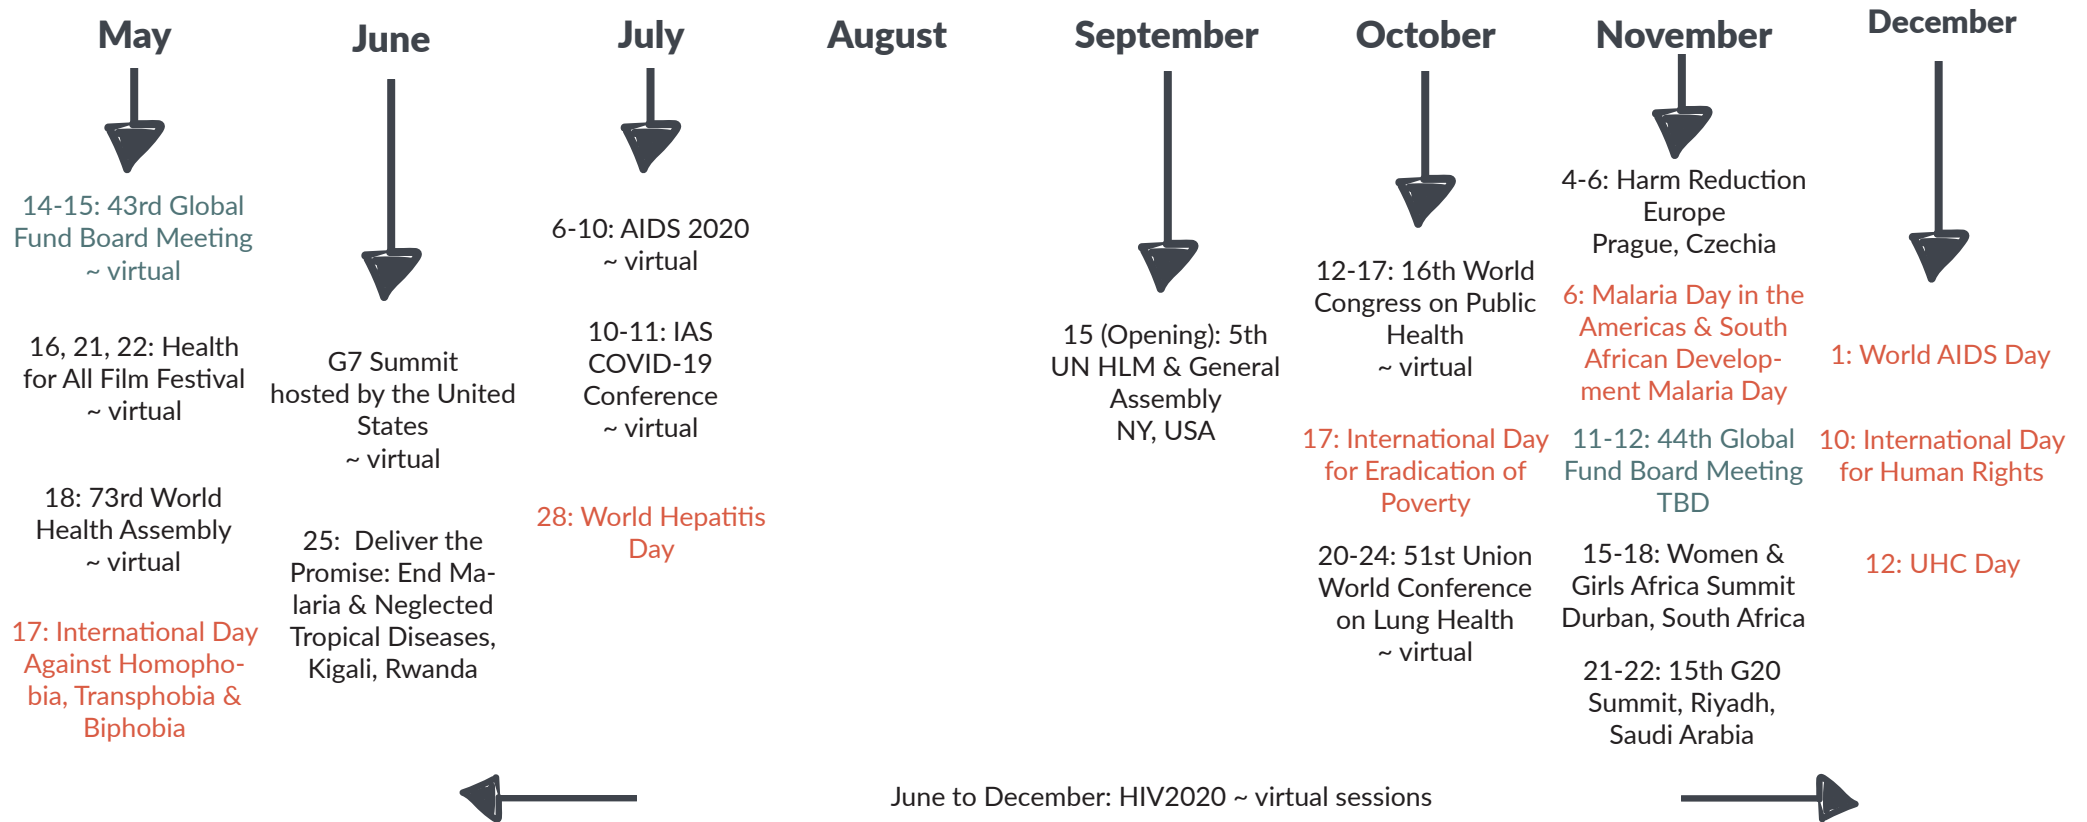 May
14-15: 43rd Global
Fund Board Meeting
~ virtual
16, 21, 22: Health
for All Film Festival
~ virtual
18: 73rd World
Health Assembly
~ virtual
17: International Day
Against Homopho-
bia, Transphobia &
Biphobia
June
G7 Summit
hosted by the United
States
~ virtual
25:  Deliver the
Promise: End Ma-
laria & Neglected
Tropical Diseases,
Kigali, Rwanda
July
6-10: AIDS 2020
~ virtual
10-11: IAS
COVID-19
Conference
~ virtual
28: World Hepatitis
Day
August
September
15 (Opening): 5th
UN HLM & General
Assembly
NY, USA
October
12-17: 16th World
Congress on Public
Health
~ virtual
17: International Day
for Eradication of
Poverty
20-24: 51st Union
World Conference
on Lung Health
~ virtual
November
4-6: Harm Reduction
Europe
Prague, Czechia
6: Malaria Day in the
Americas & South
African Develop-
ment Malaria Day
11-12: 44th Global
Fund Board Meeting
TBD
15-18: Women &
Girls Africa Summit
Durban, South Africa
21-22: 15th G20
Summit, Riyadh,
Saudi Arabia
December
1: World AIDS Day
10: International Day
for Human Rights
12: UHC Day
June to December: HIV2020 ~ virtual sessions